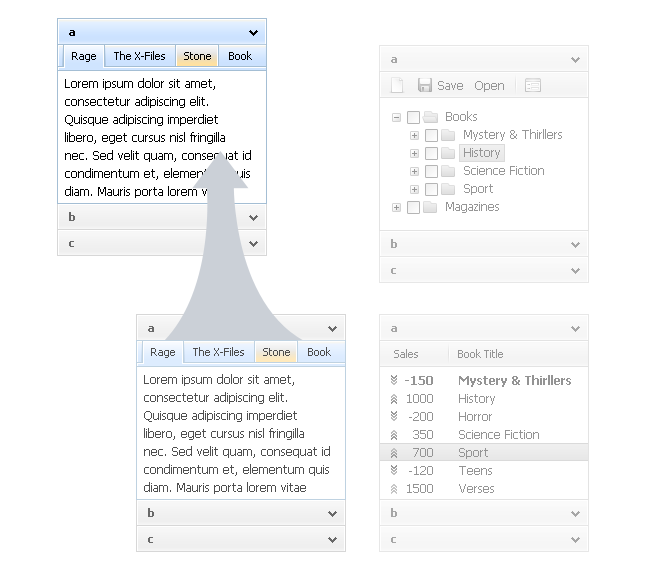 a
Rage The X-Files Stone Book
Lorem ipsum dolor sit amet,
consectetur adipiscing elit.
Quisque adipiscing imperdiet
libero, eget cursus nisl fringilla
nec. Sed velit quam, consequat id
condimentum et, elementum quis
diam. Mauris porta lorem
b
c
a
Save Open
Books
Mystery & Thirllers
History
Science Fiction
Sport
Magazines
b
c
a
Rage The X-Files Stone Book
Lorem ipsum dolor sit amet,
consectetur adipiscing elit.
Quisque adipiscing imperdiet
libero, eget cursus nisl fringilla
nec. Sed velit quam, consequat id
condimentum et, elementum quis
diam. Mauris porta lorem vitae
b
c
a
Sales Book Title
-150 Mystery & Thirllers
1000 History
-200 Horror
350 Science Fiction
700 Sport
-120 Teens
1500 Verses
b
c